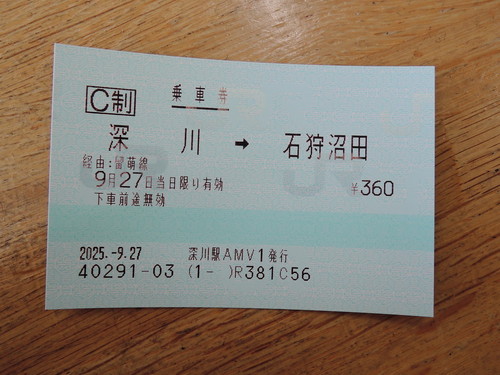 C制 乗車券
深川 → 石狩沼田
経由:留萌線
9月27日当日限り有効 ¥360
下車前途無効
2025.-9.27 深川駅AMV1発行
40291-03 (1- )R381C56